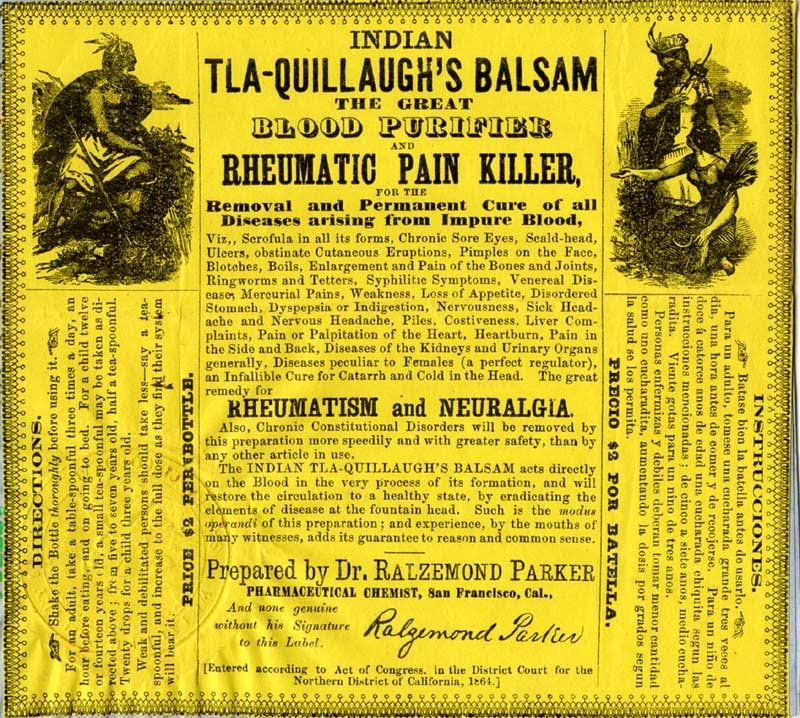 INDIAN
TLA-QUILLAUGH'S BALSAM
THE GREAT
BLOOD PURIFIER
AND
RHEUMATIC PAIN KILLER,
FOR THE
Removal and Permanent Cure of all
Diseases arising from Impure Blood,
Viz,, Scrofula in all its forms, Chronic Sore Eyes, Scald-head,
Ulcers, obstinate Cutaneous Eruptions, Pimples on the Face,
Blotches, Boils, Enlargement and Pain of the Bones and Joints,
Ringworms and Tetters, Syphilitic Symptoms, Venereal Dis-
ease, Mercurial Pains, Weakness, Loss of Appetite, Disordered
Stomach, Dyspepsia or Indigestion, Nervousness, Sick Head-
ache and Nervous Headache, Piles, Costiveness, Liver Com-
plaints, Pain or Palpitation of the Heart, Heartburn, Pain in
the Side and Back, Diseases of the Kidneys and Urinary Organs
generally, Diseases peculiar to Females (a perfect regulator),
an Infallible Cure for Catarrh and Cold in the Head. The great
remedy for
RHEUMATISM and NEURALGIA.
Also, Chronic Constitutional Disorders will be removed by
this preparation more speedily and with greater safety, than by
any other article in use.
The INDIAN TLA-QUILLAUGH'S BALSAM acts directly
on the Blood in the very process of its formation, and will
restore the circulation to a healthy state, by eradicating the
elements of disease at the fountain head. Such is the modus
operandi of this preparation; and experience, by the mouths of
many witnesses, adds its guarantee to reason and common sense.
Prepared by Dr. RALZEMOND PARKER
PHARMACEUTICAL CHEMIST, San Francisco, Cal.,
And none genuine
without his Signature
to this Label.
Ralzemond Parker
[Entered according to Act of Congress, in the District Court for the
Northern District of California, 1864.]
DIRECTIONS.
Shake the Bottle thoroughly before using it.
For an adult, take a table-spoonful three times a day, an
hour before eating, and on going to bed. For a child twelve
or fourteen years old, a small tea-spoonful may be taken as di-
rected above; from five to seven years old, half a tea-spoonful.
Twenty drops for a child three years old.
Weak and debilitated persons should take less—say a tea-
spoonful, and increase to the full dose as they find their system
will bear it.
PRICE $2 PER BOTTLE.
INSTRUCCIONES.
Batase bien la batella antes de usarlo.
Para un adulto, tomese una cucharada grande tres veces al
dia, una hora antes de comer y de recojerse. Para un niño de
doce á catorce anos de edad una cucharada chiquita segun las
instrucciones mencionadas; de cinco a siete anos, medio cucha-
radita. Viente gotas para un nino de tres anos.
Personas enfermizas y debiles deberan tomar menor cantidad
como uno cucharadita, aumentando la dosis por grados segun
la salud se los permita.
PRECIO $2 POR BATELLA.